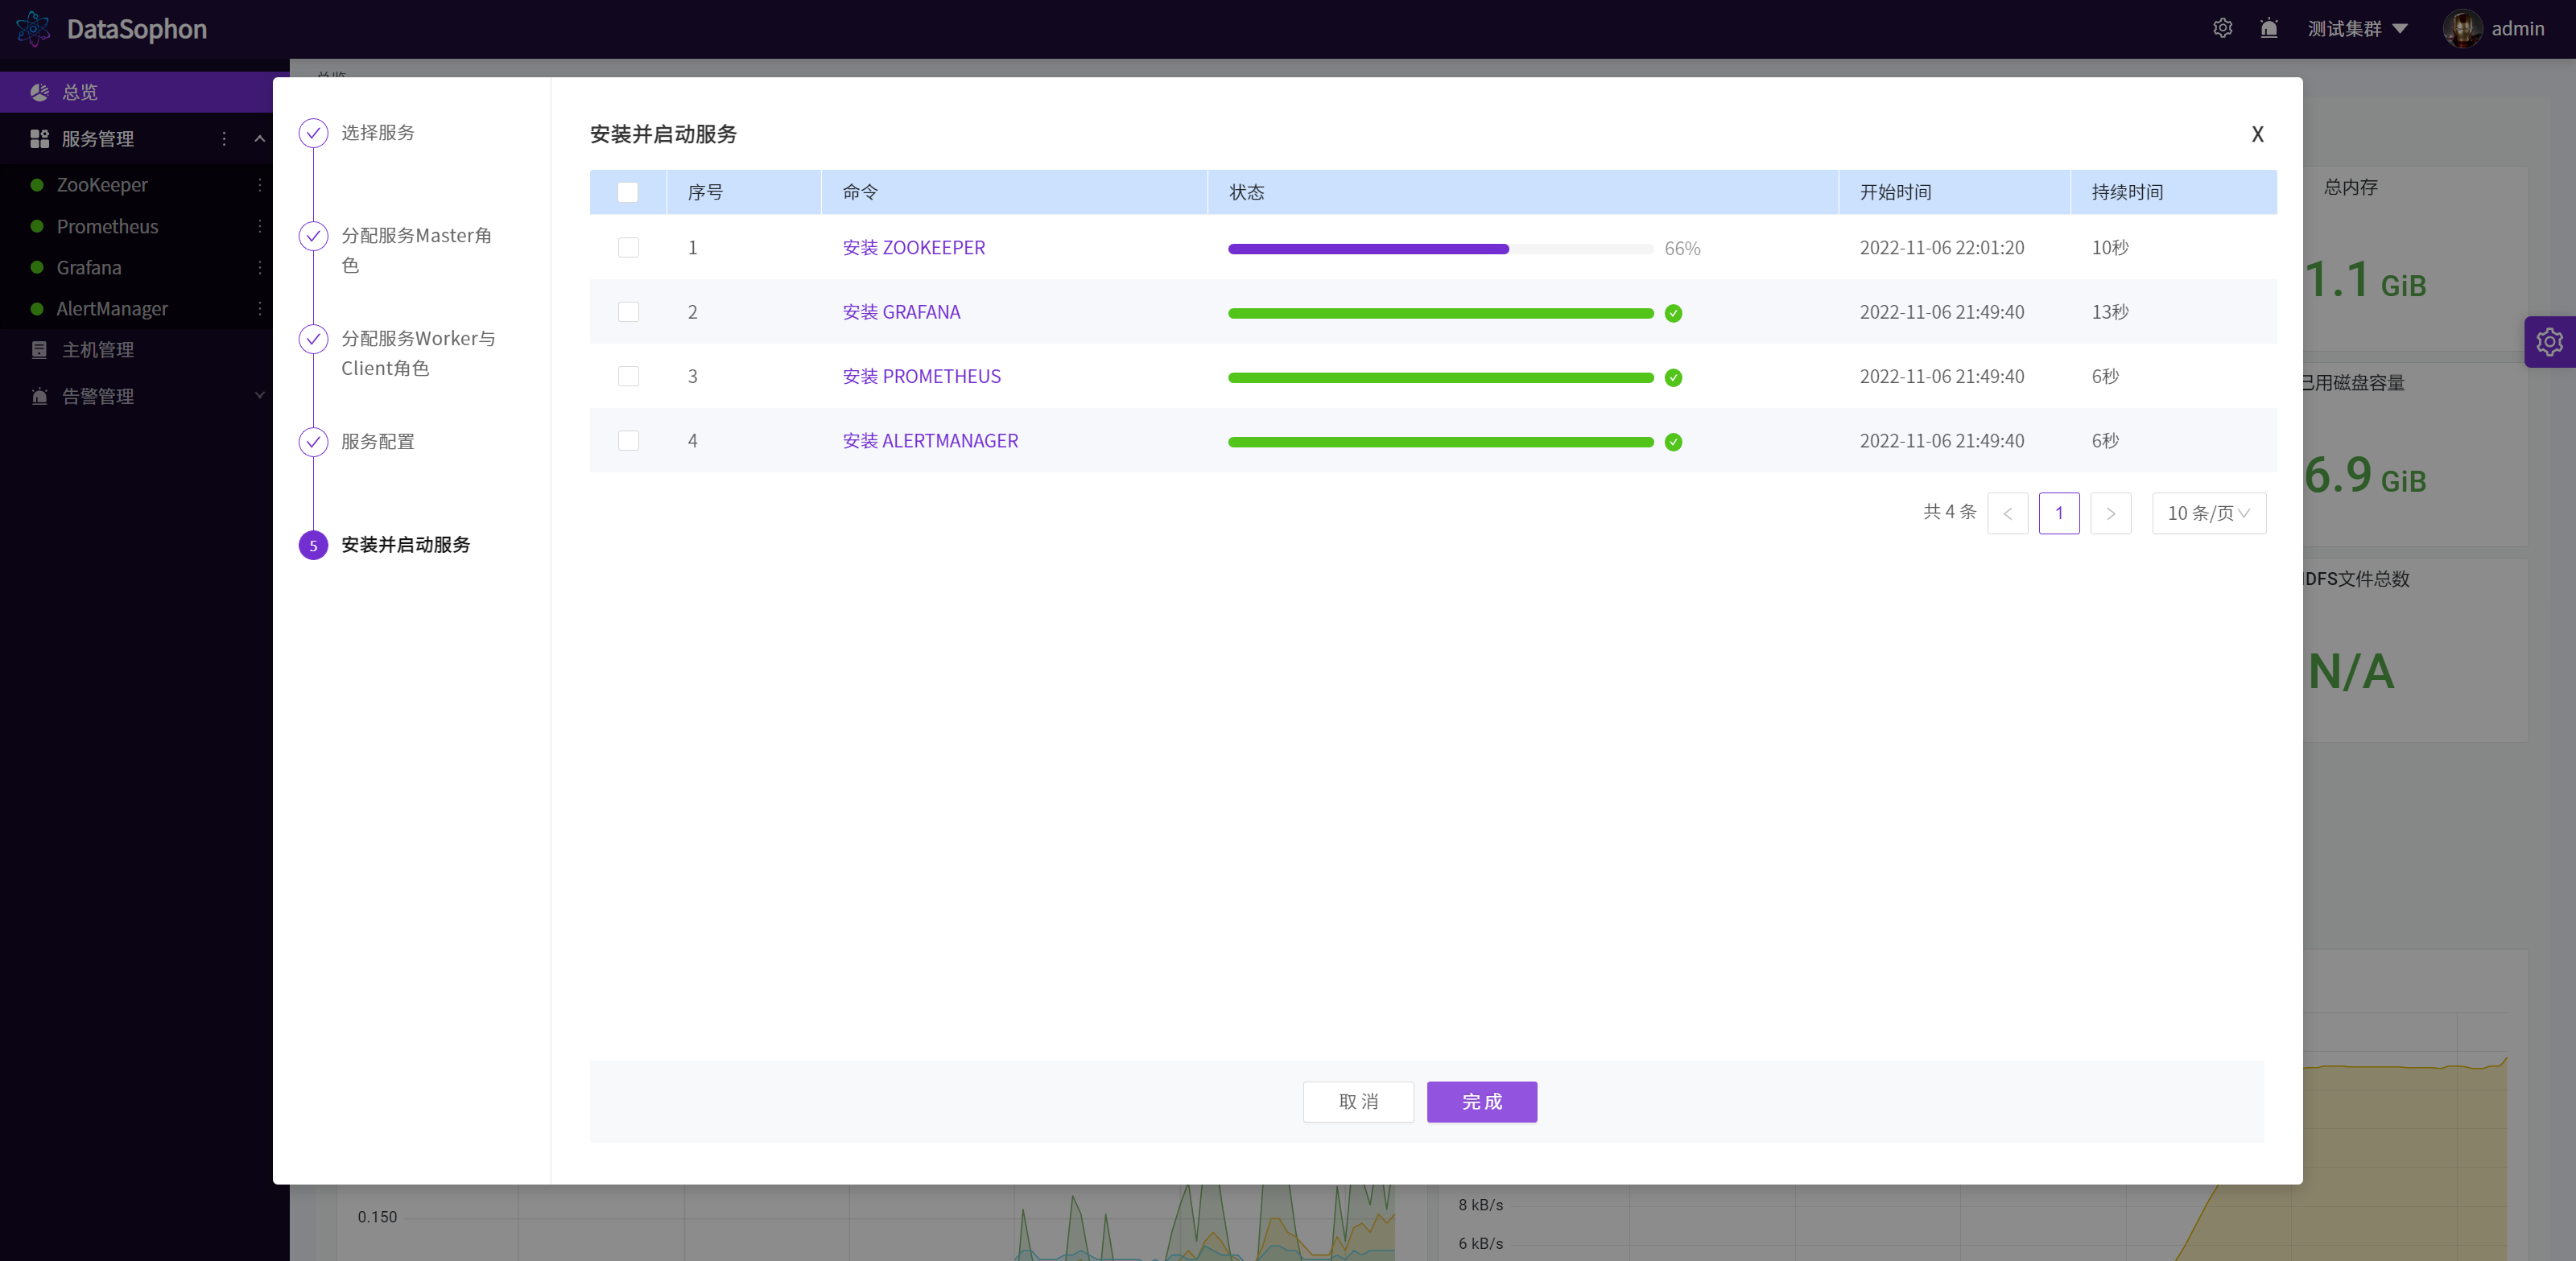 DataSophon
测试集群
admin
总览
服务管理
ZooKeeper
Prometheus
Grafana
AlertManager
主机管理
告警管理
选择服务
分配服务Master角
色
分配服务Worker与
Client角色
服务配置
5 安装并启动服务
安装并启动服务
X
序号 命令 状态 开始时间 持续时间
1 安装 ZOOKEEPER 66% 2022-11-06 22:01:20 10秒
2 安装 GRAFANA 2022-11-06 21:49:40 13秒
3 安装 PROMETHEUS 2022-11-06 21:49:40 6秒
4 安装 ALERTMANAGER 2022-11-06 21:49:40 6秒
共 4 条 < 1 > 10 条/页
取 消 完 成
总内存
1.1 GiB
已用磁盘容量
6.9 GiB
DFS文件总数
N/A
0.150
8 kB/s
6 kB/s